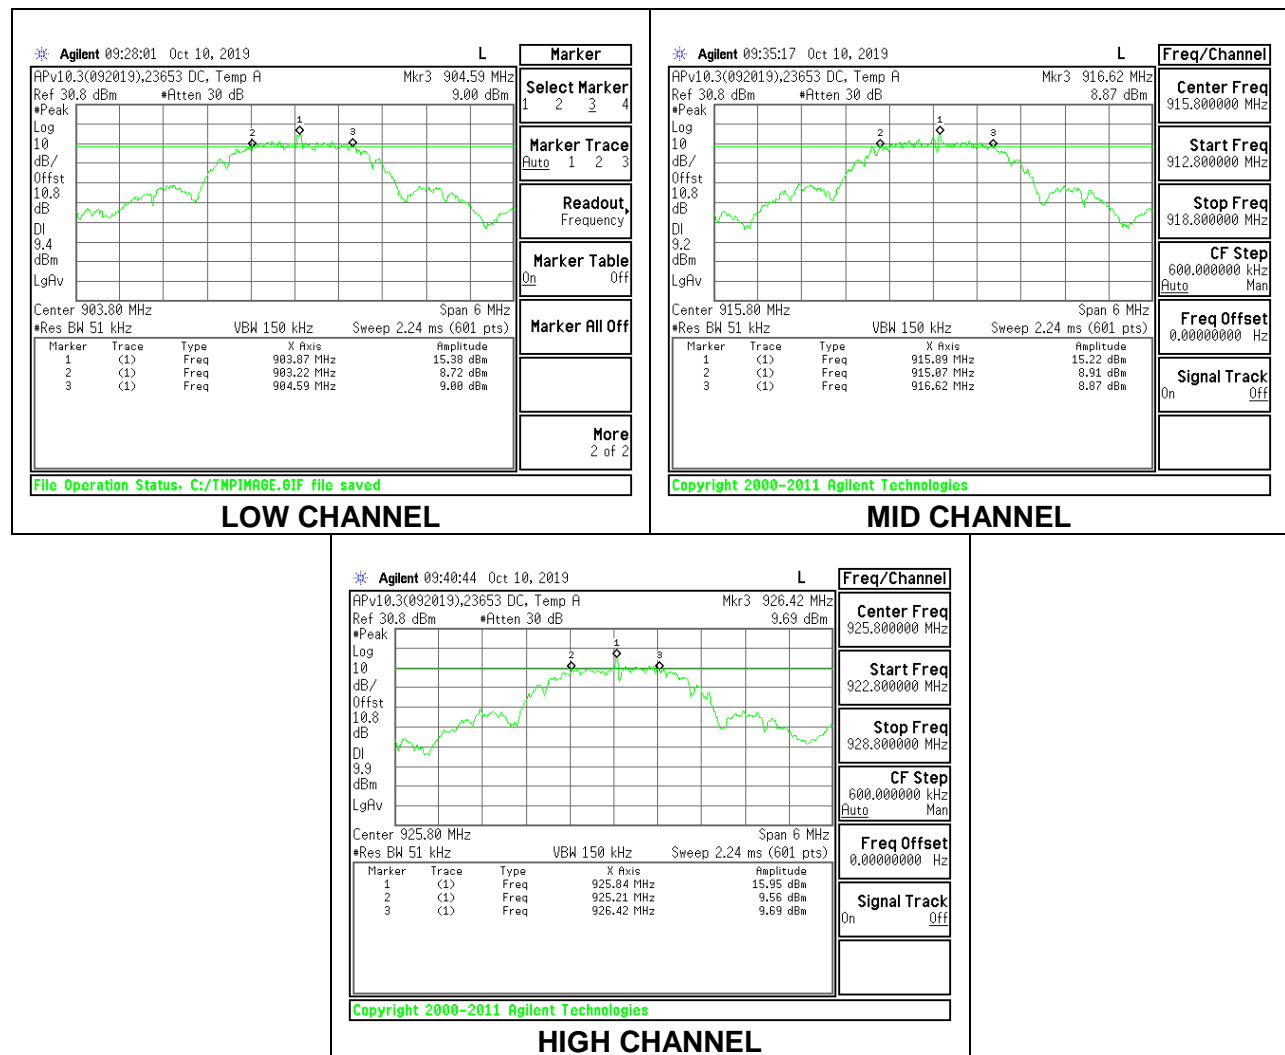 Agilent 09:28:01 Oct 10, 2019 L Marker
APv10.3(092019),23653 DC, Temp A Mkr3 904.59 MHz
Ref 30.8 dBm #Atten 30 dB 9.00 dBm
#Peak
Log
10
dB/
Offst
10.8
dB
DI
9.4
dBm
LgAv
2 1 3
Center 903.80 MHz Span 6 MHz
#Res BW 51 kHz VBW 150 kHz Sweep 2.24 ms (601 pts)
Marker Trace Type X Axis Amplitude
1 (1) Freq 903.87 MHz 15.38 dBm
2 (1) Freq 903.22 MHz 8.72 dBm
3 (1) Freq 904.59 MHz 9.00 dBm
Select Marker
1 2 3 4
Marker Trace
Auto 1 2 3
Readout
Frequency
Marker Table
On Off
Marker All Off
More
2 of 2
File Operation Status, C:/TMPIMAGE.GIF file saved
LOW CHANNEL
Agilent 09:35:17 Oct 10, 2019 L Freq/Channel
APv10.3(092019),23653 DC, Temp A Mkr3 916.62 MHz
Ref 30.8 dBm #Atten 30 dB 8.87 dBm
#Peak
Log
10
dB/
Offst
10.8
dB
DI
9.2
dBm
LgAv
2 1 3
Center 915.80 MHz Span 6 MHz
#Res BW 51 kHz VBW 150 kHz Sweep 2.24 ms (601 pts)
Marker Trace Type X Axis Amplitude
1 (1) Freq 915.89 MHz 15.22 dBm
2 (1) Freq 915.07 MHz 8.91 dBm
3 (1) Freq 916.62 MHz 8.87 dBm
Center Freq
915.800000 MHz
Start Freq
912.800000 MHz
Stop Freq
918.800000 MHz
CF Step
600.000000 kHz
Auto Man
Freq Offset
0.00000000 Hz
Signal Track
On Off
Copyright 2000-2011 Agilent Technologies
MID CHANNEL
Agilent 09:40:44 Oct 10, 2019 L Freq/Channel
APv10.3(092019),23653 DC, Temp A Mkr3 926.42 MHz
Ref 30.8 dBm #Atten 30 dB 9.69 dBm
#Peak
Log
10
dB/
Offst
10.8
dB
DI
9.9
dBm
LgAv
2 1 3
Center 925.80 MHz Span 6 MHz
#Res BW 51 kHz VBW 150 kHz Sweep 2.24 ms (601 pts)
Marker Trace Type X Axis Amplitude
1 (1) Freq 925.84 MHz 15.95 dBm
2 (1) Freq 925.21 MHz 9.56 dBm
3 (1) Freq 926.42 MHz 9.69 dBm
Center Freq
925.800000 MHz
Start Freq
922.800000 MHz
Stop Freq
928.800000 MHz
CF Step
600.000000 kHz
Auto Man
Freq Offset
0.00000000 Hz
Signal Track
On Off
Copyright 2000-2011 Agilent Technologies
HIGH CHANNEL